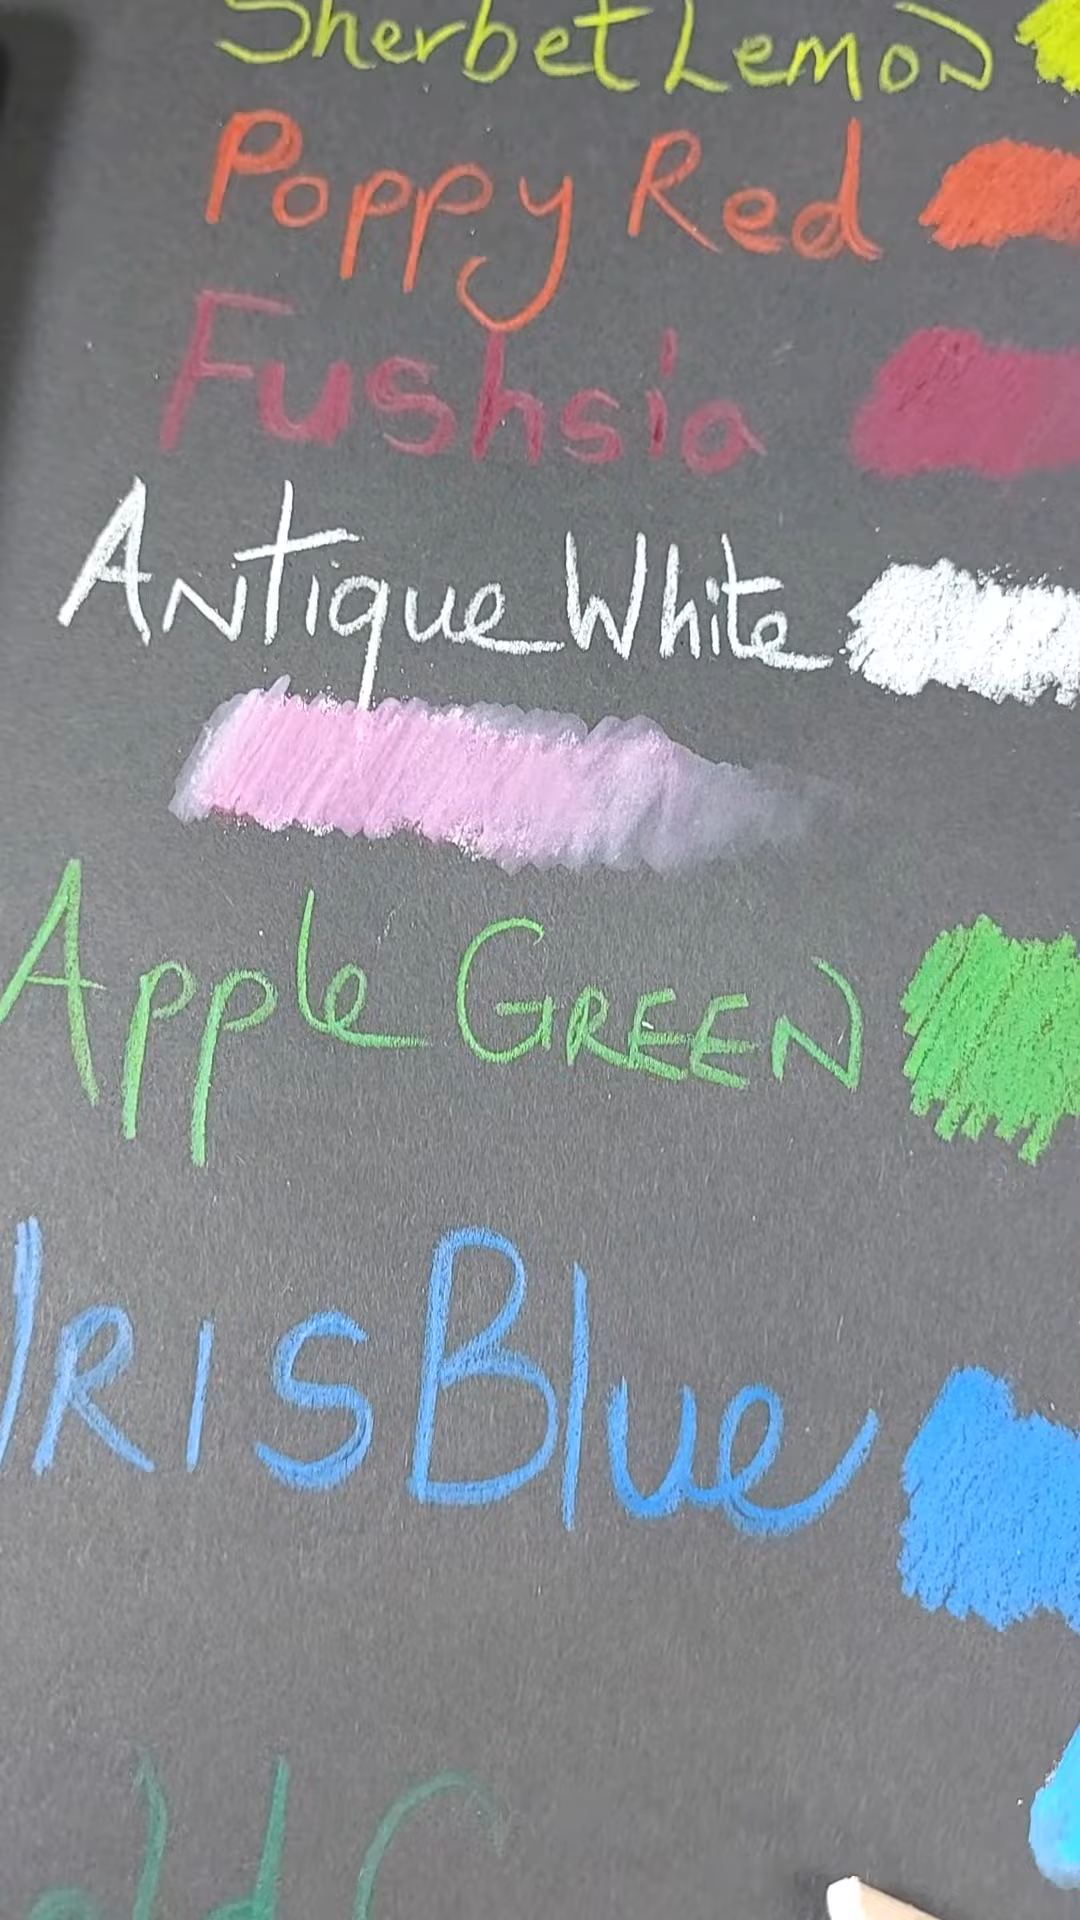 Sherbet Lemon
Poppy Red
Fushsia
Antique White
Apple GREEN
IRIS Blue